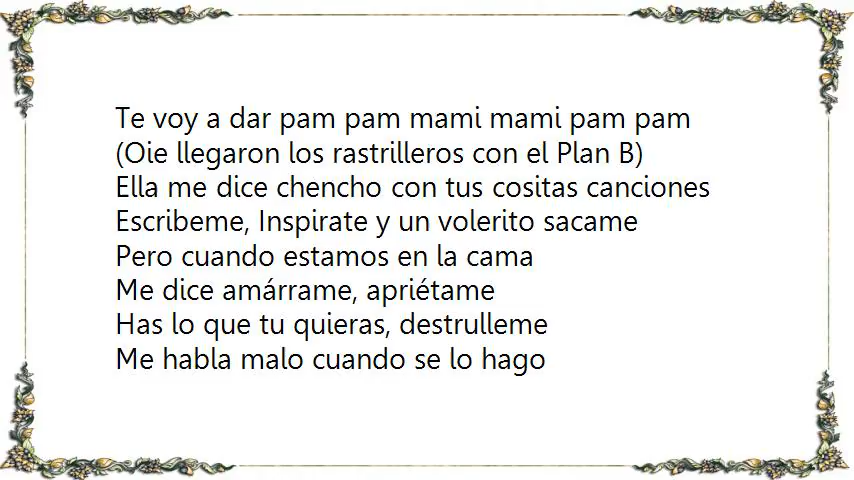 Te voy a dar pam pam mami mami pam pam
(Oie llegaron los rastrilleros con el Plan B)
Ella me dice chencho con tus cositas canciones
Escribeme, Inspirate y un volerito sacame
Pero cuando estamos en la cama
Me dice amárrame, apriétame
Has lo que tu quieras, destrulleme
Me habla malo cuando se lo hago